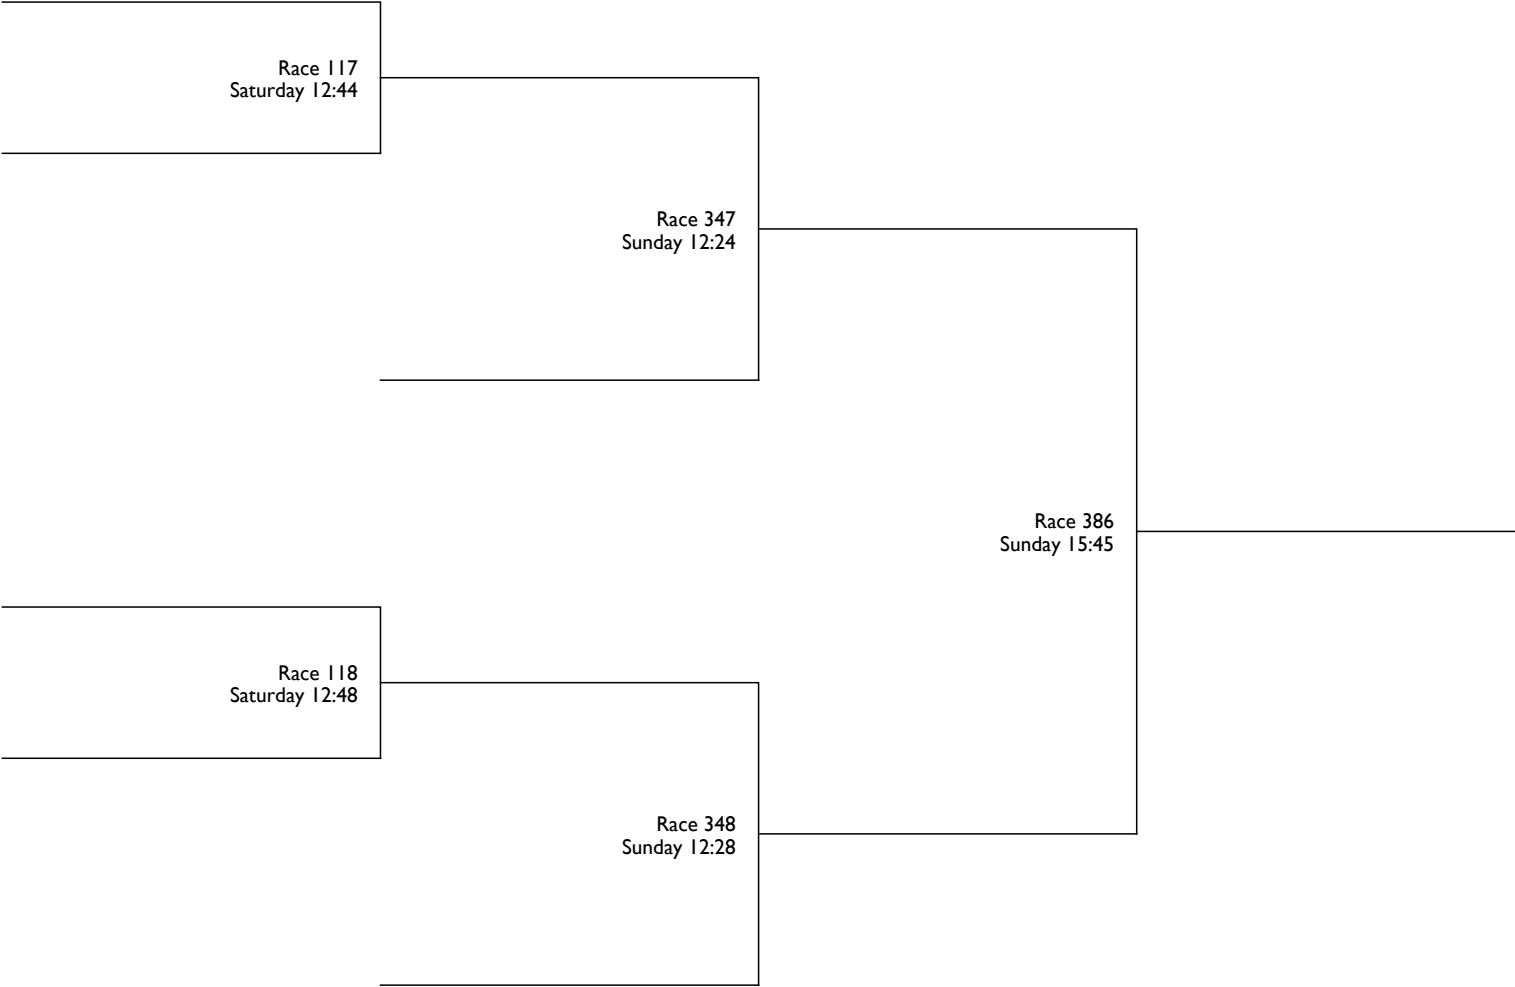 Race 117
Saturday 12:44
Race 347
Sunday 12:24
Race 386
Sunday 15:45
Race 118
Saturday 12:48
Race 348
Sunday 12:28